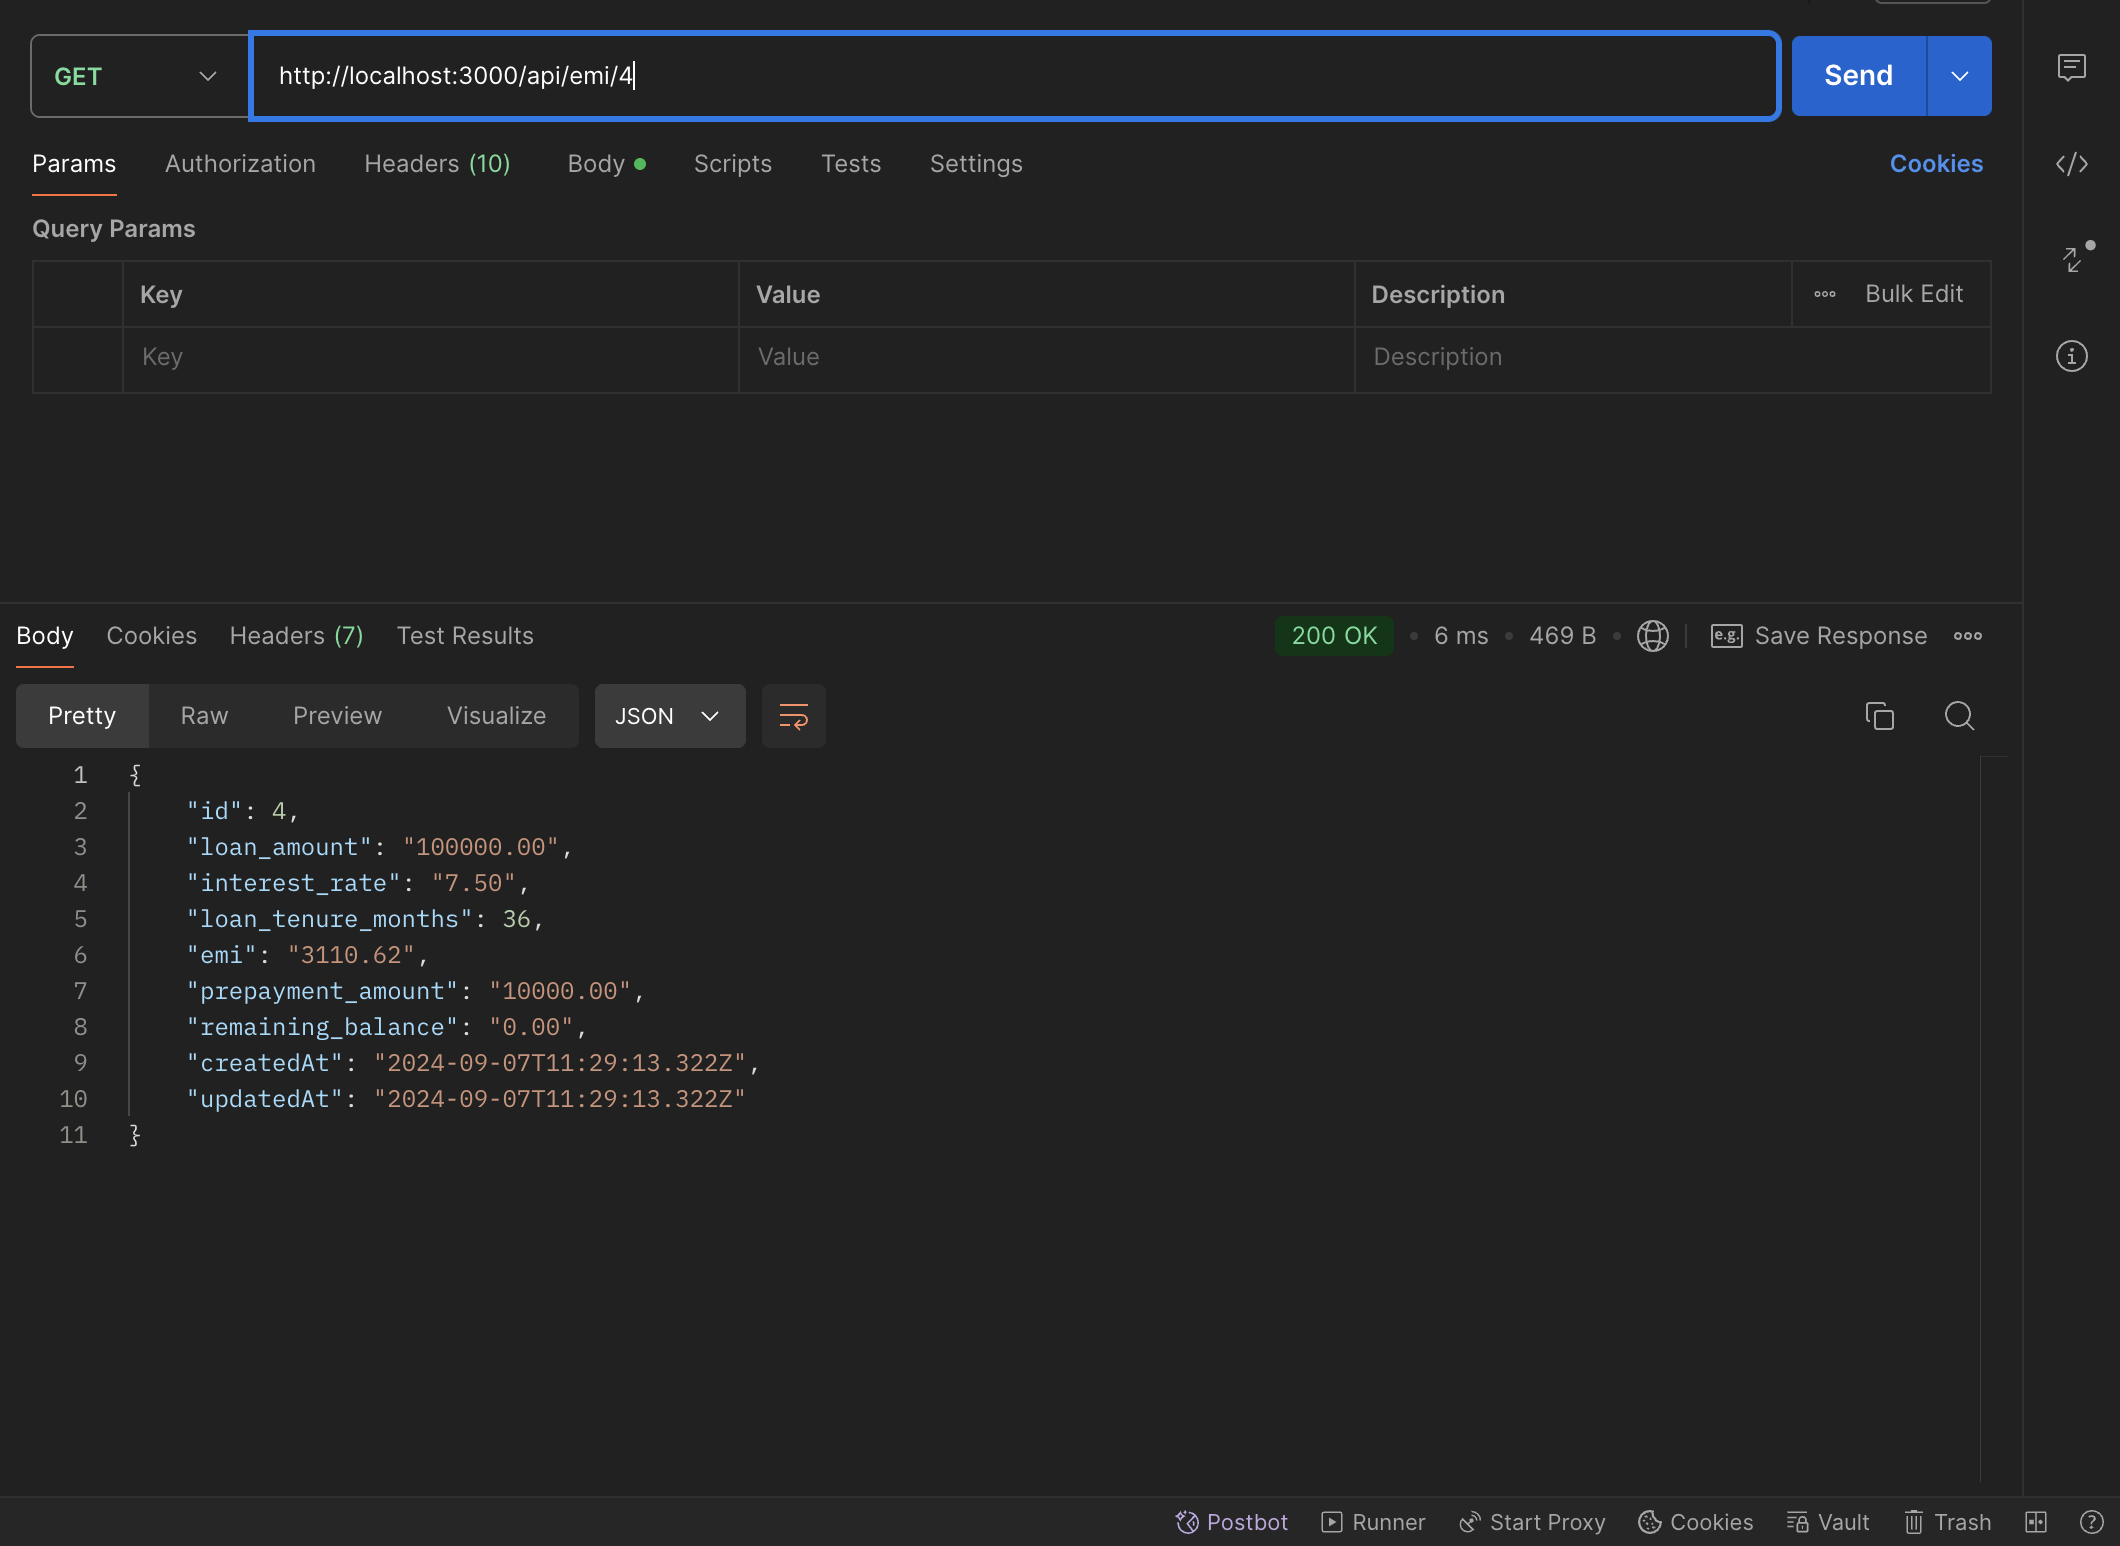 GET http://localhost:3000/api/emi/4 Send
Params Authorization Headers (10) Body Scripts Tests Settings Cookies
Query Params
Key Value Description Bulk Edit
Key Value Description
Body Cookies Headers (7) Test Results 200 OK 6 ms 469 B e.g. Save Response
Pretty Raw Preview Visualize JSON
1 {
2 "id": 4,
3 "loan_amount": "100000.00",
4 "interest_rate": "7.50",
5 "loan_tenure_months": 36,
6 "emi": "3110.62",
7 "prepayment_amount": "10000.00",
8 "remaining_balance": "0.00",
9 "createdAt": "2024-09-07T11:29:13.322Z",
10 "updatedAt": "2024-09-07T11:29:13.322Z"
11 }
Postbot Runner Start Proxy Cookies Vault Trash